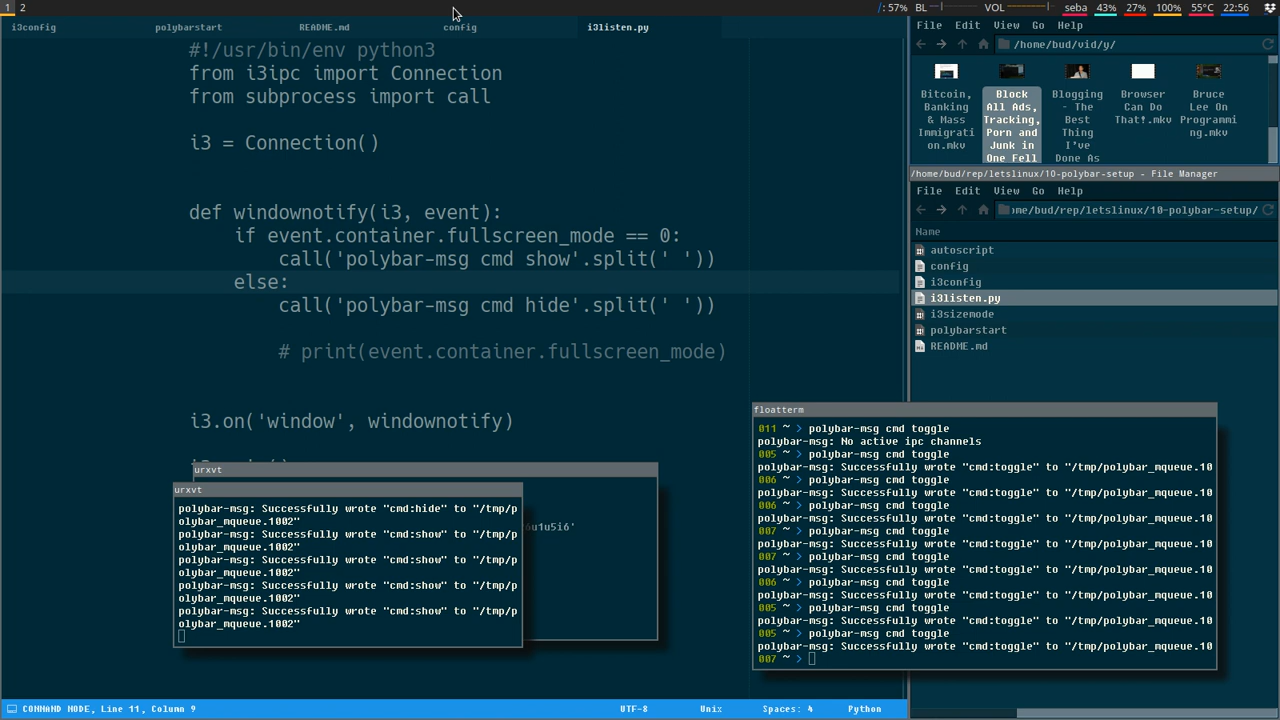 1 2
/: 57% BL VOL seba 43% 27% 100% 55°C 22:56
i3config polybarstart README.md config i3listen.py
#!/usr/bin/env python3
from i3ipc import Connection
from subprocess import call
i3 = Connection()
def windownotify(i3, event):
if event.container.fullscreen_mode == 0:
call('polybar-msg cmd show'.split(' '))
else:
call('polybar-msg cmd hide'.split(' '))
# print(event.container.fullscreen_mode)
i3.on('window', windownotify)
urxvt
6u1u5i6'
urxvt
polybar-msg: Successfully wrote "cmd:hide" to "/tmp/p
olybar_mqueue.1002"
polybar-msg: Successfully wrote "cmd:show" to "/tmp/p
olybar_mqueue.1002"
polybar-msg: Successfully wrote "cmd:show" to "/tmp/p
olybar_mqueue.1002"
polybar-msg: Successfully wrote "cmd:show" to "/tmp/p
olybar_mqueue.1002"
polybar-msg: Successfully wrote "cmd:show" to "/tmp/p
olybar_mqueue.1002"
COMMAND MODE, Line 11, Column 9 UTF-8 Unix Spaces: 4 Python
File Edit View Go Help
/home/bud/vid/y/
Bitcoin,
Banking
& Mass
Immigrati
on.mkv
Block
All Ads,
Tracking,
Porn and
Junk in
One Fell
Blogging
- The
Best
Thing
I've
Done As
Browser
Can Do
That!.mkv
Bruce
Lee On
Programmi
ng.mkv
/home/bud/rep/letslinux/10-polybar-setup - File Manager
File Edit View Go Help
ome/bud/rep/letslinux/10-polybar-setup/
Name
autoscript
config
i3config
i3listen.py
i3sizemode
polybarstart
README.md
floatterm
011 ~ > polybar-msg cmd toggle
polybar-msg: No active ipc channels
005 ~ > polybar-msg cmd toggle
polybar-msg: Successfully wrote "cmd:toggle" to "/tmp/polybar_mqueue.10
006 ~ > polybar-msg cmd toggle
polybar-msg: Successfully wrote "cmd:toggle" to "/tmp/polybar_mqueue.10
006 ~ > polybar-msg cmd toggle
polybar-msg: Successfully wrote "cmd:toggle" to "/tmp/polybar_mqueue.10
007 ~ > polybar-msg cmd toggle
polybar-msg: Successfully wrote "cmd:toggle" to "/tmp/polybar_mqueue.10
007 ~ > polybar-msg cmd toggle
polybar-msg: Successfully wrote "cmd:toggle" to "/tmp/polybar_mqueue.10
006 ~ > polybar-msg cmd toggle
polybar-msg: Successfully wrote "cmd:toggle" to "/tmp/polybar_mqueue.10
005 ~ > polybar-msg cmd toggle
polybar-msg: Successfully wrote "cmd:toggle" to "/tmp/polybar_mqueue.10
005 ~ > polybar-msg cmd toggle
polybar-msg: Successfully wrote "cmd:toggle" to "/tmp/polybar_mqueue.10
007 ~ >